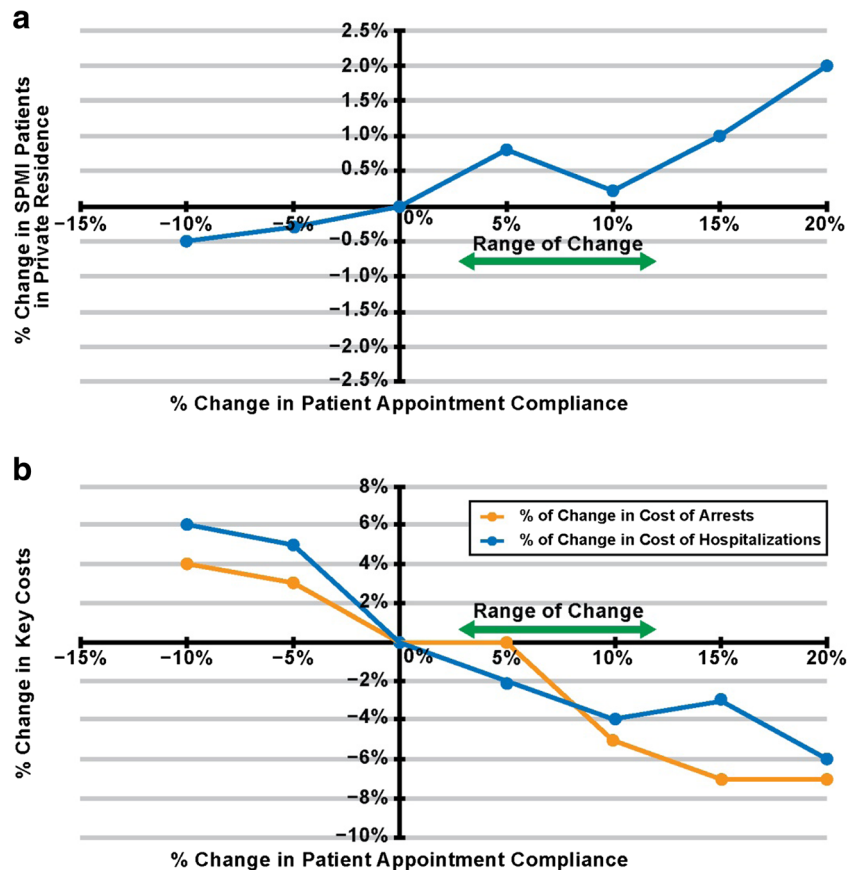 a
% Change in SPMI Patients
in Private Residence
2.5%
2.0%
1.5%
1.0%
0.5%
−15% −10% −5% 0% 5% 10% 15% 20%
−0.5%
Range of Change
−1.0%
−1.5%
−2.0%
−2.5%
% Change in Patient Appointment Compliance
b
% Change in Key Costs
8%
% of Change in Cost of Arrests
6%
% of Change in Cost of Hospitalizations
4%
2%
Range of Change
−15% −10% −5% 0% 5% 10% 15% 20%
−2%
−4%
−6%
−8%
−10%
% Change in Patient Appointment Compliance